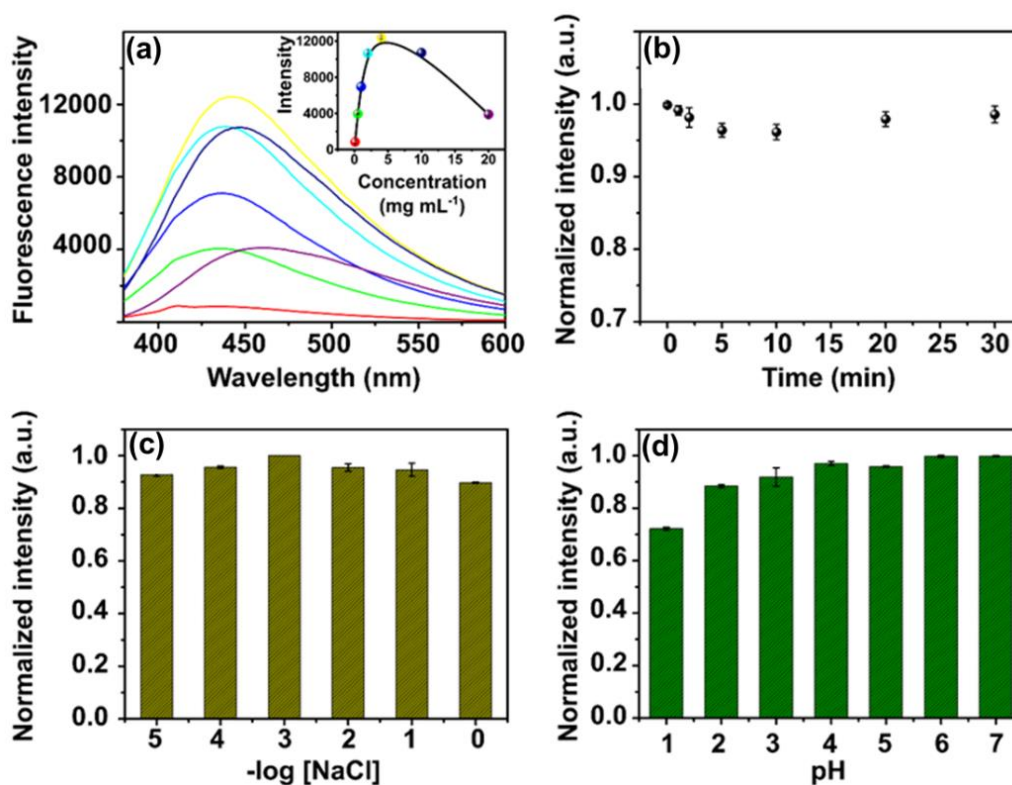 (a)
Fluorescence intensity
12000
8000
4000
400 450 500 550 600
Wavelength (nm)
Intensity
12000
8000
4000
0
0 5 10 15 20
Concentration
(mg mL⁻¹)
(b)
Normalized intensity (a.u.)
1.0
0.9
0.8
0.7
0 5 10 15 20 25 30
Time (min)
(c)
Normalized intensity (a.u.)
1.0
0.8
0.6
0.4
0.2
0.0
5 4 3 2 1 0
-log [NaCl]
(d)
Normalized intensity (a.u.)
1.0
0.8
0.6
0.4
0.2
0.0
1 2 3 4 5 6 7
pH